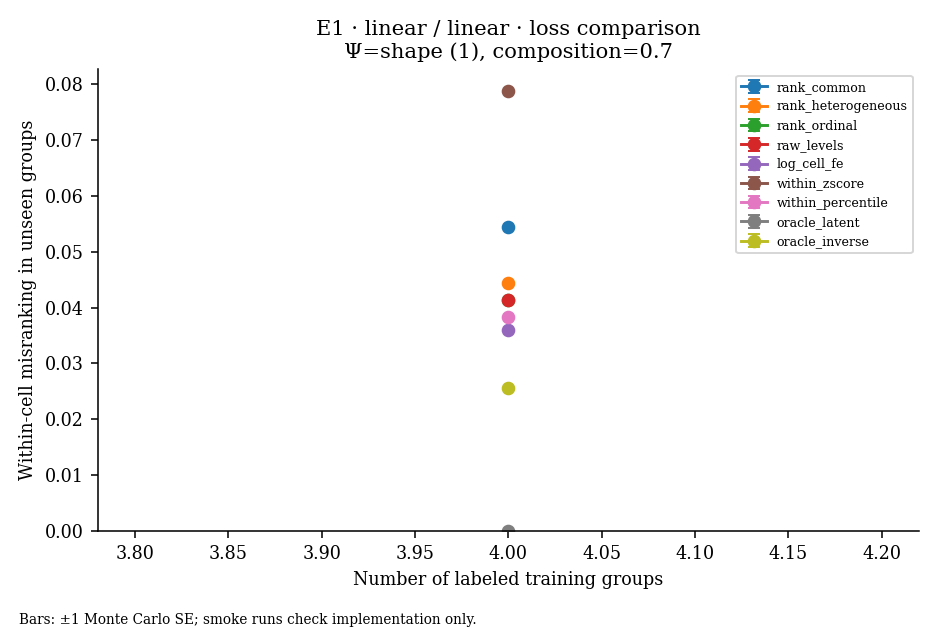 E1 · linear / linear · loss comparison
Ψ=shape (1), composition=0.7
Within-cell misranking in unseen groups
0.08
0.07
0.06
0.05
0.04
0.03
0.02
0.01
0.00
rank_common
rank_heterogeneous
rank_ordinal
raw_levels
log_cell_fe
within_zscore
within_percentile
oracle_latent
oracle_inverse
3.80 3.85 3.90 3.95 4.00 4.05 4.10 4.15 4.20
Number of labeled training groups
Bars: ±1 Monte Carlo SE; smoke runs check implementation only.